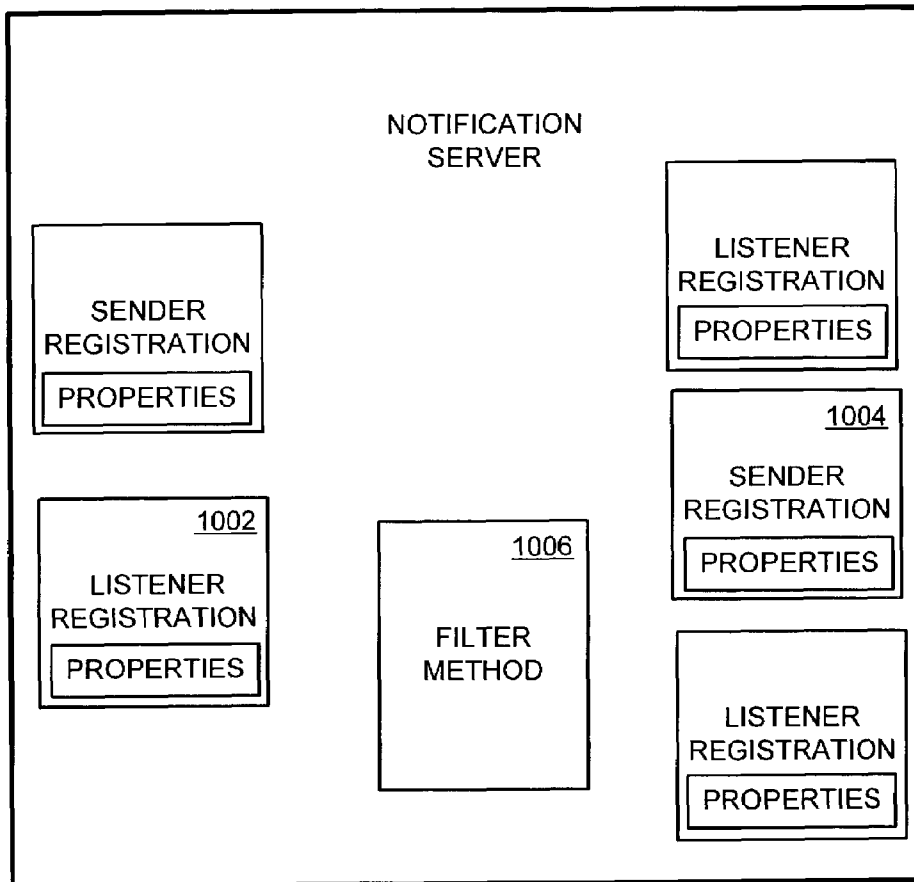 NOTIFICATION
SERVER
SENDER
REGISTRATION
PROPERTIES
1002
LISTENER
REGISTRATION
PROPERTIES
1006
FILTER
METHOD
LISTENER
REGISTRATION
PROPERTIES
1004
SENDER
REGISTRATION
PROPERTIES
LISTENER
REGISTRATION
PROPERTIES